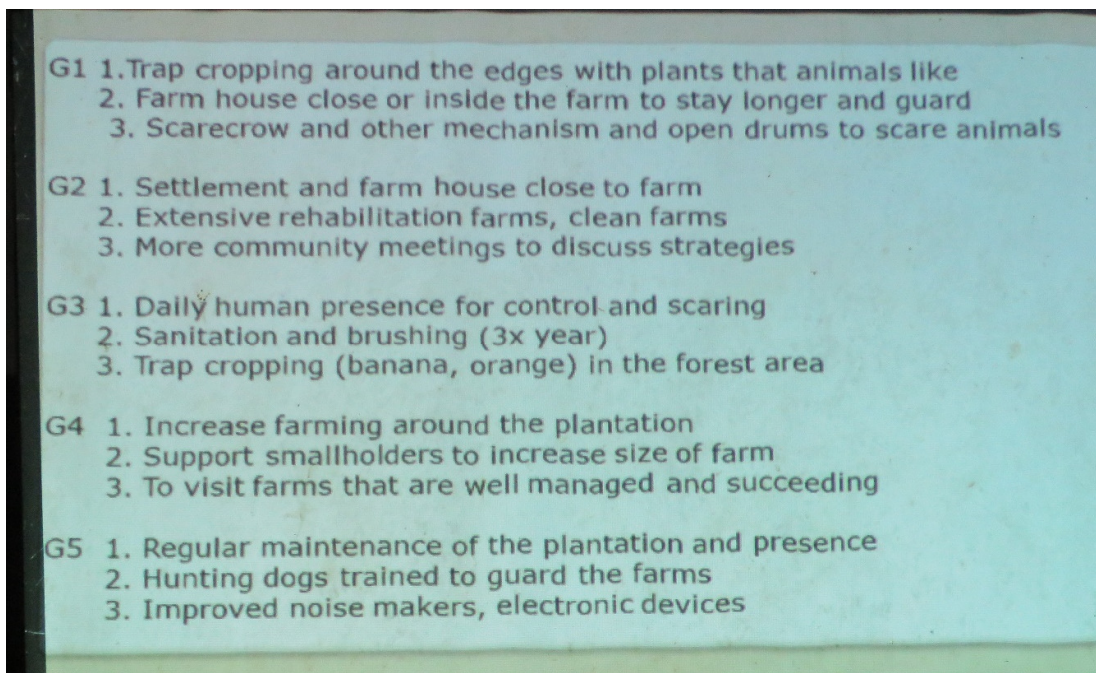 G1 1.Trap cropping around the edges with plants that animals like
2. Farm house close or inside the farm to stay longer and guard
3. Scarecrow and other mechanism and open drums to scare animals
G2 1. Settlement and farm house close to farm
2. Extensive rehabilitation farms, clean farms
3. More community meetings to discuss strategies
G3 1. Daily human presence for control and scaring
2. Sanitation and brushing (3x year)
3. Trap cropping (banana, orange) in the forest area
G4 1. Increase farming around the plantation
2. Support smallholders to increase size of farm
3. To visit farms that are well managed and succeeding
G5 1. Regular maintenance of the plantation and presence
2. Hunting dogs trained to guard the farms
3. Improved noise makers, electronic devices